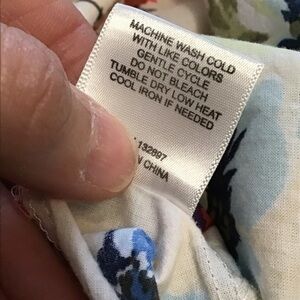 MACHINE WASH COLD
WITH LIKE COLORS
GENTLE CYCLE
DO NOT BLEACH
TUMBLE DRY LOW HEAT
COOL IRON IF NEEDED
132897
CHINA